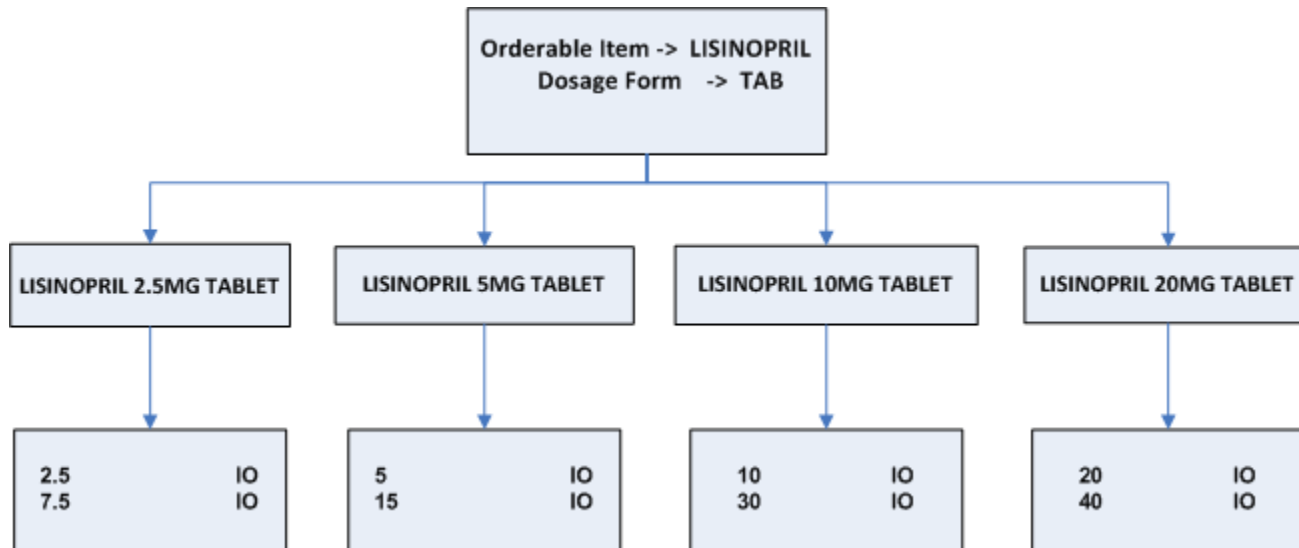 Orderable Item -> LISINOPRIL
Dosage Form -> TAB
LISINOPRIL 2.5MG TABLET
LISINOPRIL 5MG TABLET
LISINOPRIL 10MG TABLET
LISINOPRIL 20MG TABLET
2.5 IO
7.5 IO
5 IO
15 IO
10 IO
30 IO
20 IO
40 IO